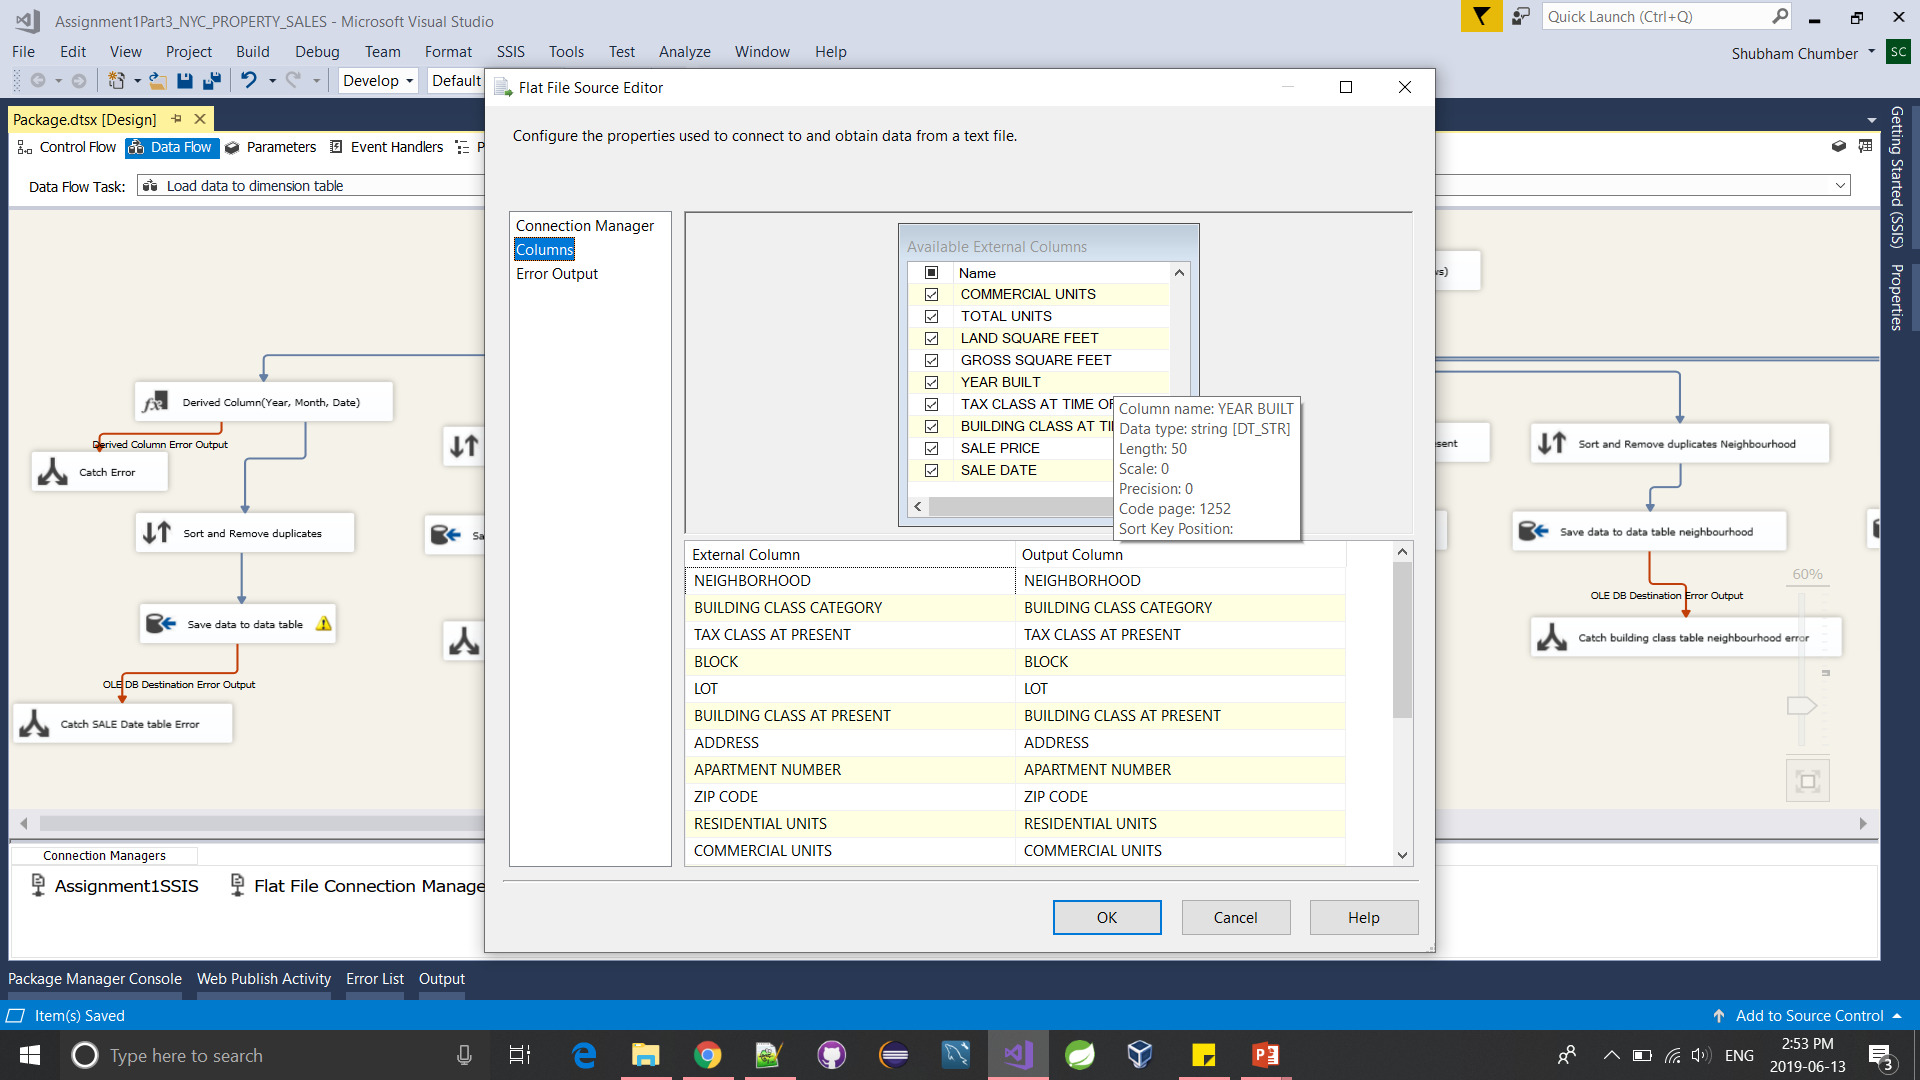 Assignment1Part3_NYC_PROPERTY_SALES - Microsoft Visual Studio
Quick Launch (Ctrl+Q)
File Edit View Project Build Debug Team Format SSIS Tools Test Analyze Window Help
Shubham Chumber SC
Develop Default
Package.dtsx [Design]
Control Flow Data Flow Parameters Event Handlers P
Data Flow Task: Load data to dimension table
Getting Started (SSIS)
Properties
Flat File Source Editor
Configure the properties used to connect to and obtain data from a text file.
Connection Manager
Columns
Error Output
Available External Columns
Name
COMMERCIAL UNITS
TOTAL UNITS
LAND SQUARE FEET
GROSS SQUARE FEET
YEAR BUILT
TAX CLASS AT TIME OF
BUILDING CLASS AT TI
SALE PRICE
SALE DATE
Column name: YEAR BUILT
Data type: string [DT_STR]
Length: 50
Scale: 0
Precision: 0
Code page: 1252
Sort Key Position:
External Column Output Column
NEIGHBORHOOD NEIGHBORHOOD
BUILDING CLASS CATEGORY BUILDING CLASS CATEGORY
TAX CLASS AT PRESENT TAX CLASS AT PRESENT
BLOCK BLOCK
LOT LOT
BUILDING CLASS AT PRESENT BUILDING CLASS AT PRESENT
ADDRESS ADDRESS
APARTMENT NUMBER APARTMENT NUMBER
ZIP CODE ZIP CODE
RESIDENTIAL UNITS RESIDENTIAL UNITS
COMMERCIAL UNITS COMMERCIAL UNITS
OK Cancel Help
Derived Column(Year, Month, Date)
Derived Column Error Output
Catch Error
Sort and Remove duplicates
Save data to data table
OLE DB Destination Error Output
Catch SALE Date table Error
Sa
ws)
sent
Sort and Remove duplicates Neighbourhood
Save data to data table neighbourhood
60%
OLE DB Destination Error Output
Catch building class table neighbourhood error
Connection Managers
Assignment1SSIS Flat File Connection Manage
Package Manager Console Web Publish Activity Error List Output
Item(s) Saved
Add to Source Control
Type here to search
ENG
2:53 PM
2019-06-13
3